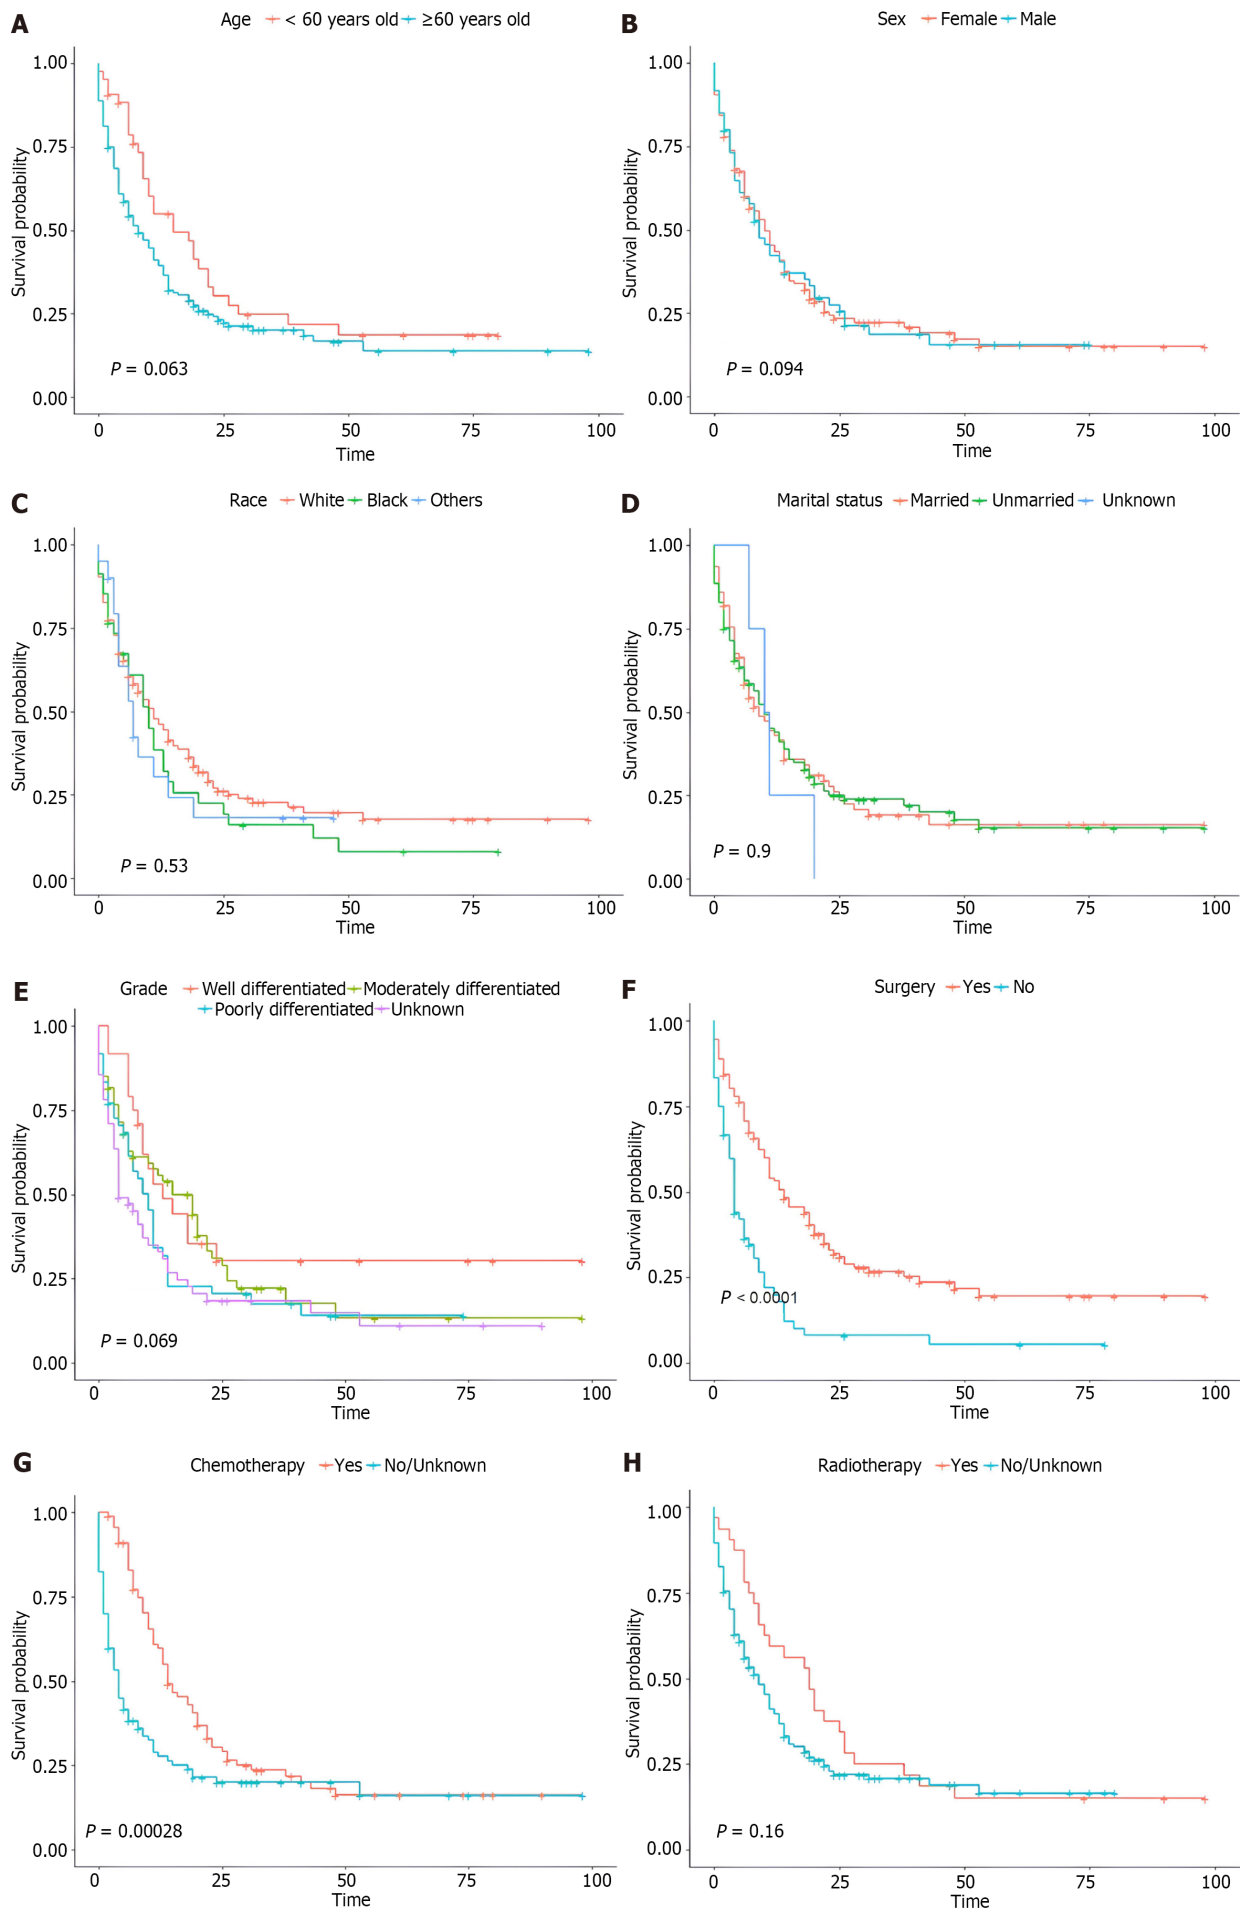 A
Age < 60 years old ≥60 years old
1.00
0.75
0.50
0.25
0.00
Survival probability
P = 0.063
0 25 50 75 100
Time
B
Sex Female Male
1.00
0.75
0.50
0.25
0.00
Survival probability
P = 0.094
0 25 50 75 100
Time
C
Race White Black Others
1.00
0.75
0.50
0.25
0.00
Survival probability
P = 0.53
0 25 50 75 100
Time
D
Marital status Married Unmarried Unknown
1.00
0.75
0.50
0.25
0.00
Survival probability
P = 0.9
0 25 50 75 100
Time
E
Grade Well differentiated Moderately differentiated
Poorly differentiated Unknown
1.00
0.75
0.50
0.25
0.00
Survival probability
P = 0.069
0 25 50 75 100
Time
F
Surgery Yes No
1.00
0.75
0.50
0.25
0.00
Survival probability
P < 0.0001
0 25 50 75 100
Time
G
Chemotherapy Yes No/Unknown
1.00
0.75
0.50
0.25
0.00
Survival probability
P = 0.00028
0 25 50 75 100
Time
H
Radiotherapy Yes No/Unknown
1.00
0.75
0.50
0.25
0.00
Survival probability
P = 0.16
0 25 50 75 100
Time